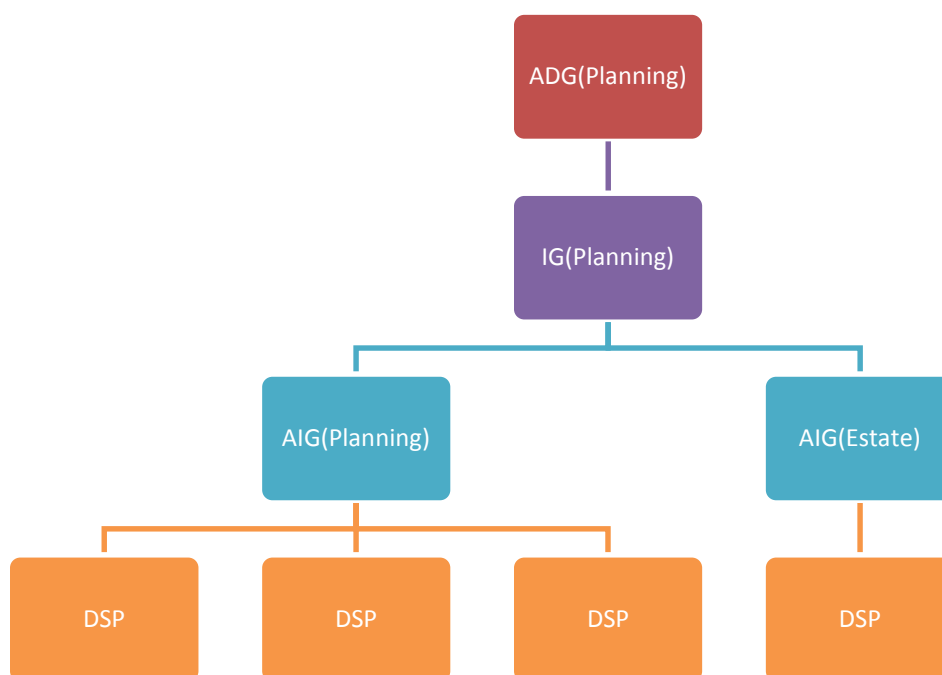 ADG(Planning)
IG(Planning)
AIG(Planning)
AIG(Estate)
DSP
DSP
DSP
DSP